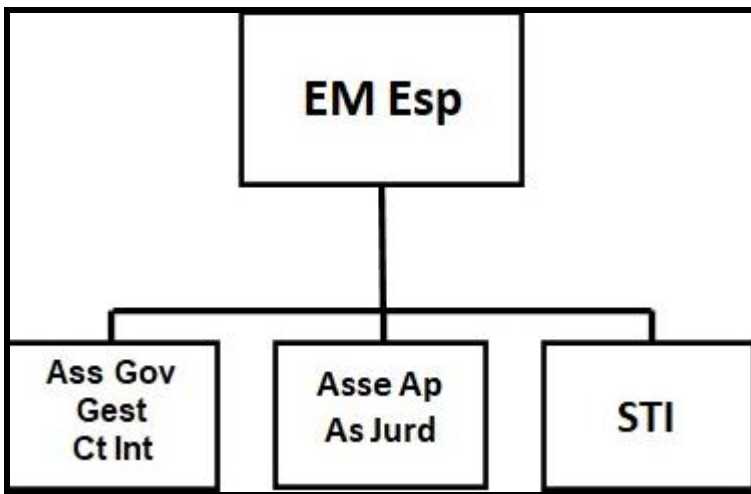 EM Esp
Ass Gov
Gest
Ct Int
Asse Ap
As Jurd
STI